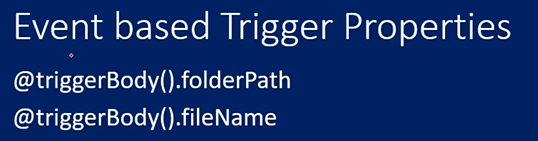 Event based Trigger Properties
@triggerBody().folderPath
@triggerBody().fileName